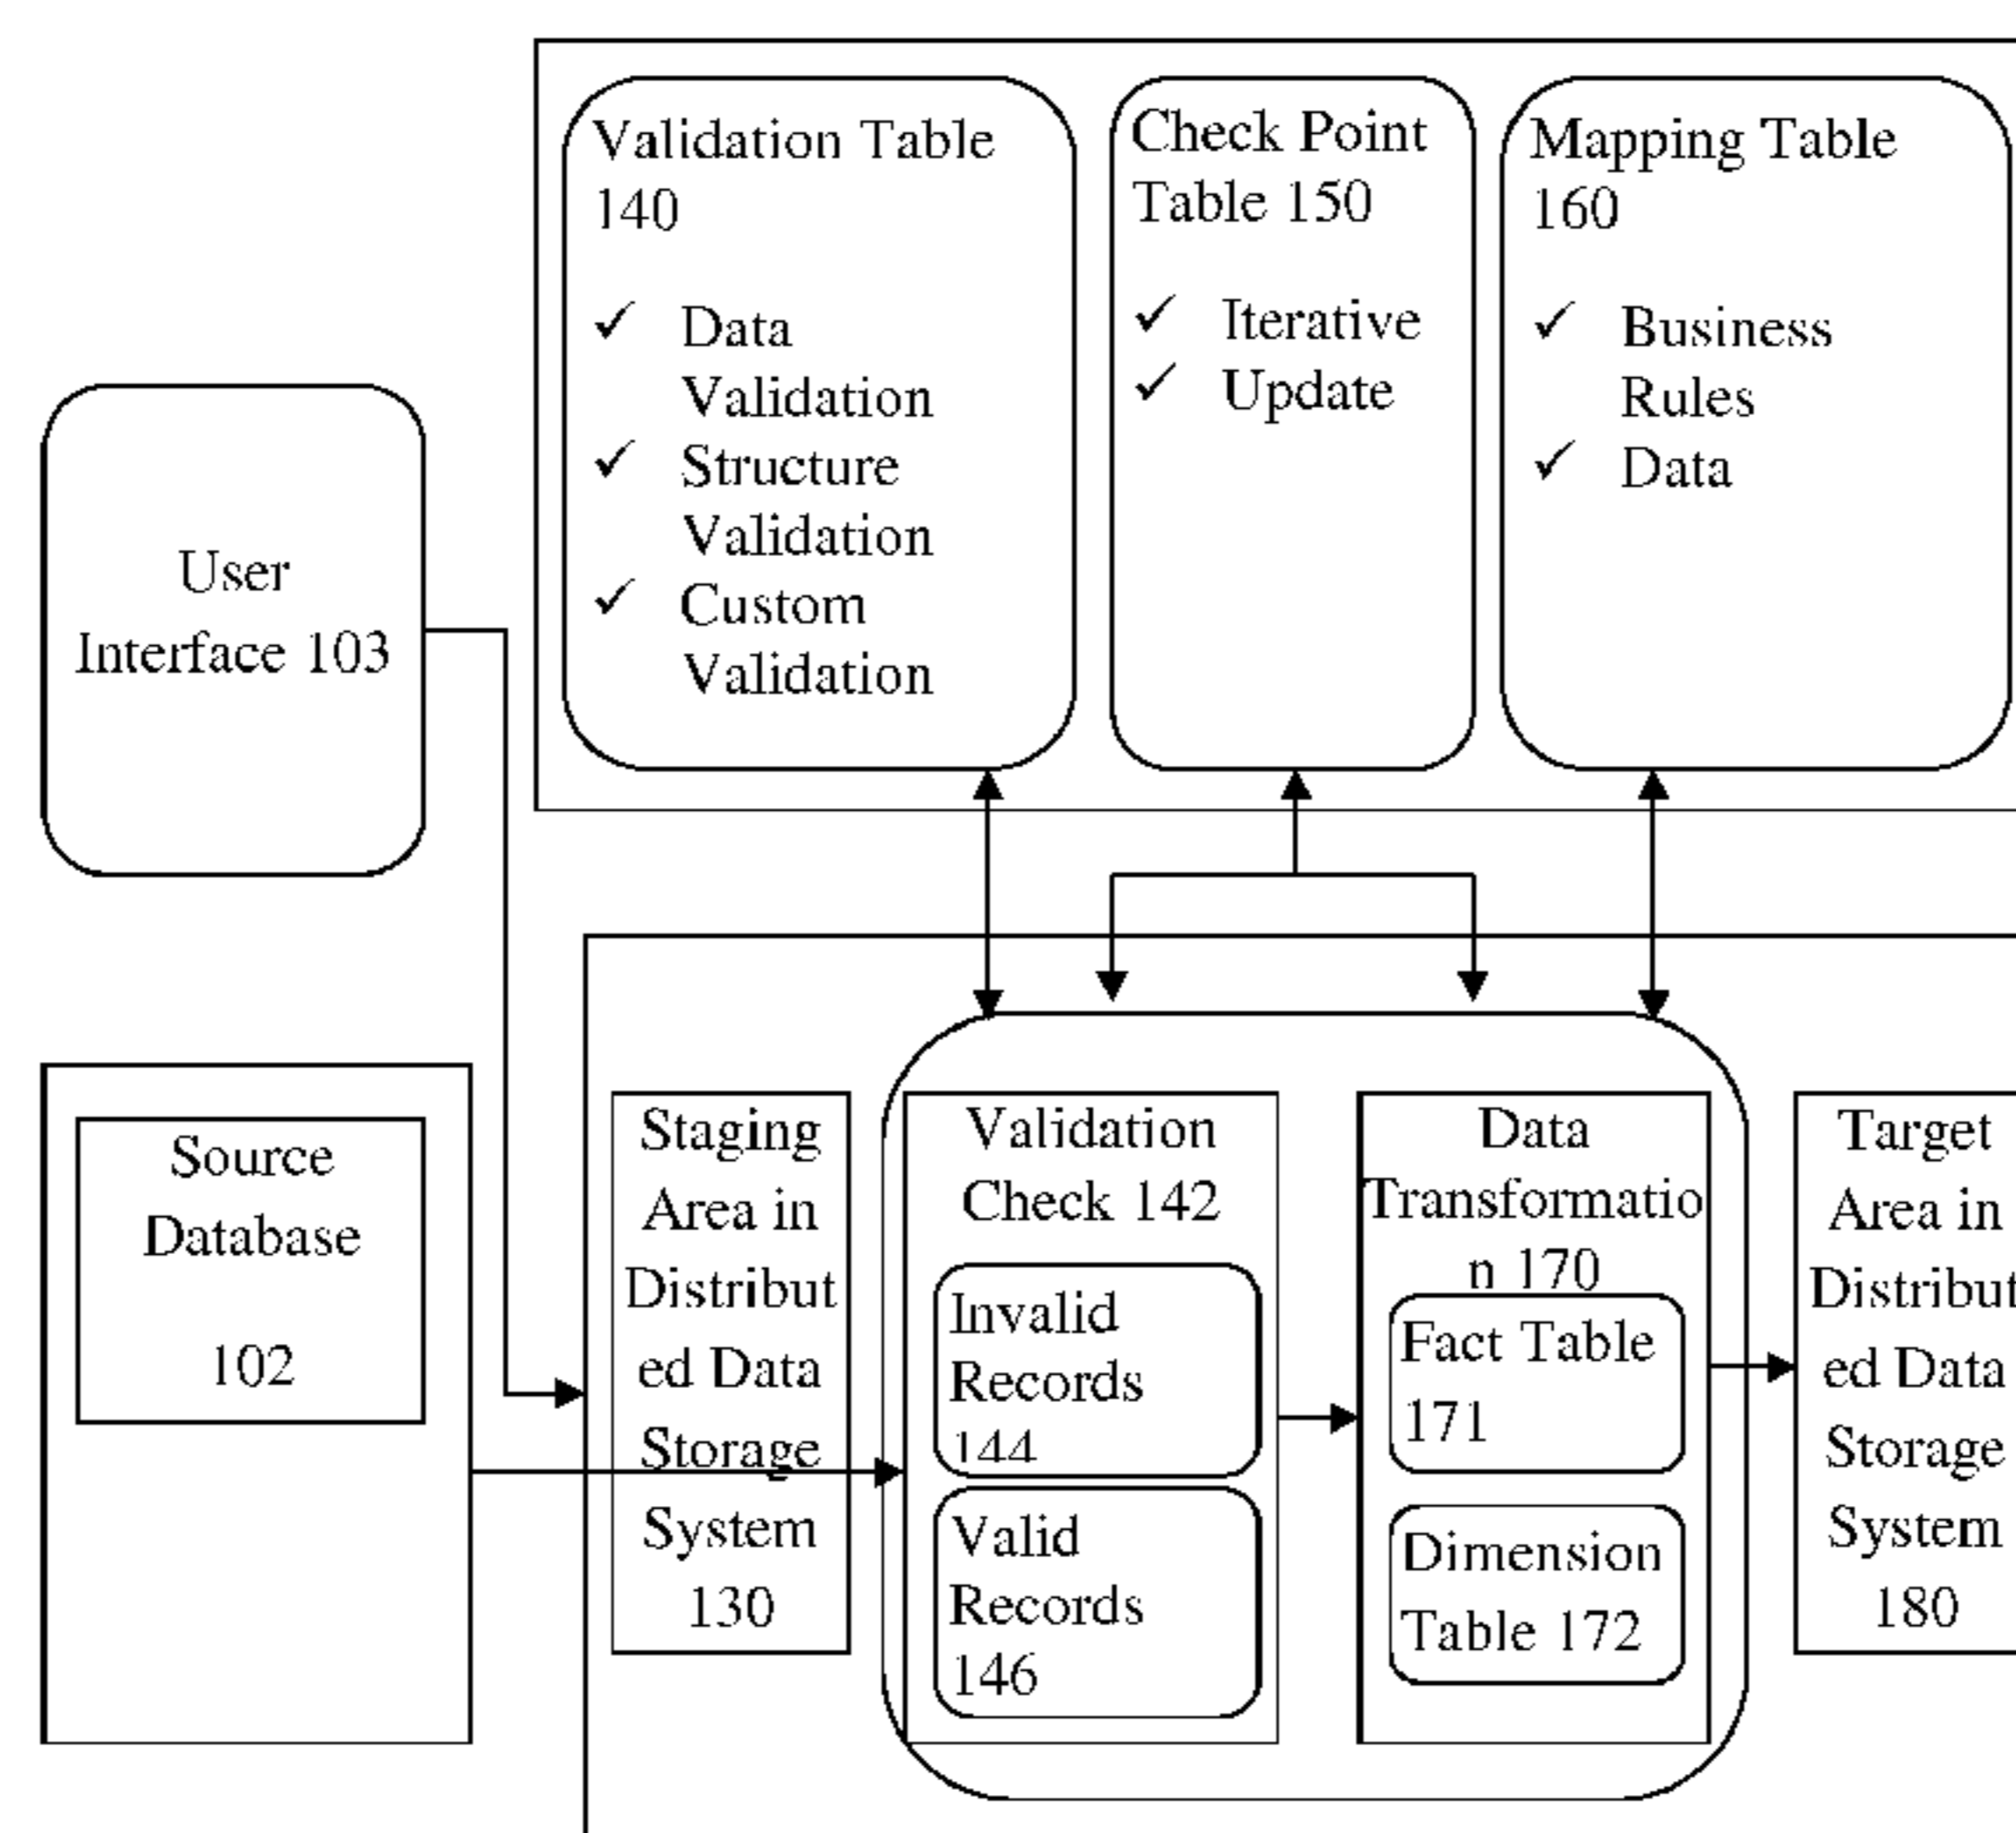 Validation Table
140
✓ Data
Validation
✓ Structure
Validation
✓ Custom
Validation
Check Point
Table 150
✓ Iterative
✓ Update
Mapping Table
160
✓ Business
Rules
✓ Data
User
Interface 103
Source
Database
102
Staging
Area in
Distribut
ed Data
Storage
System
130
Validation
Check 142
Invalid
Records
144
Valid
Records
146
Data
Transformatio
n 170
Fact Table
171
Dimension
Table 172
Target
Area in
Distribut
ed Data
Storage
System
180